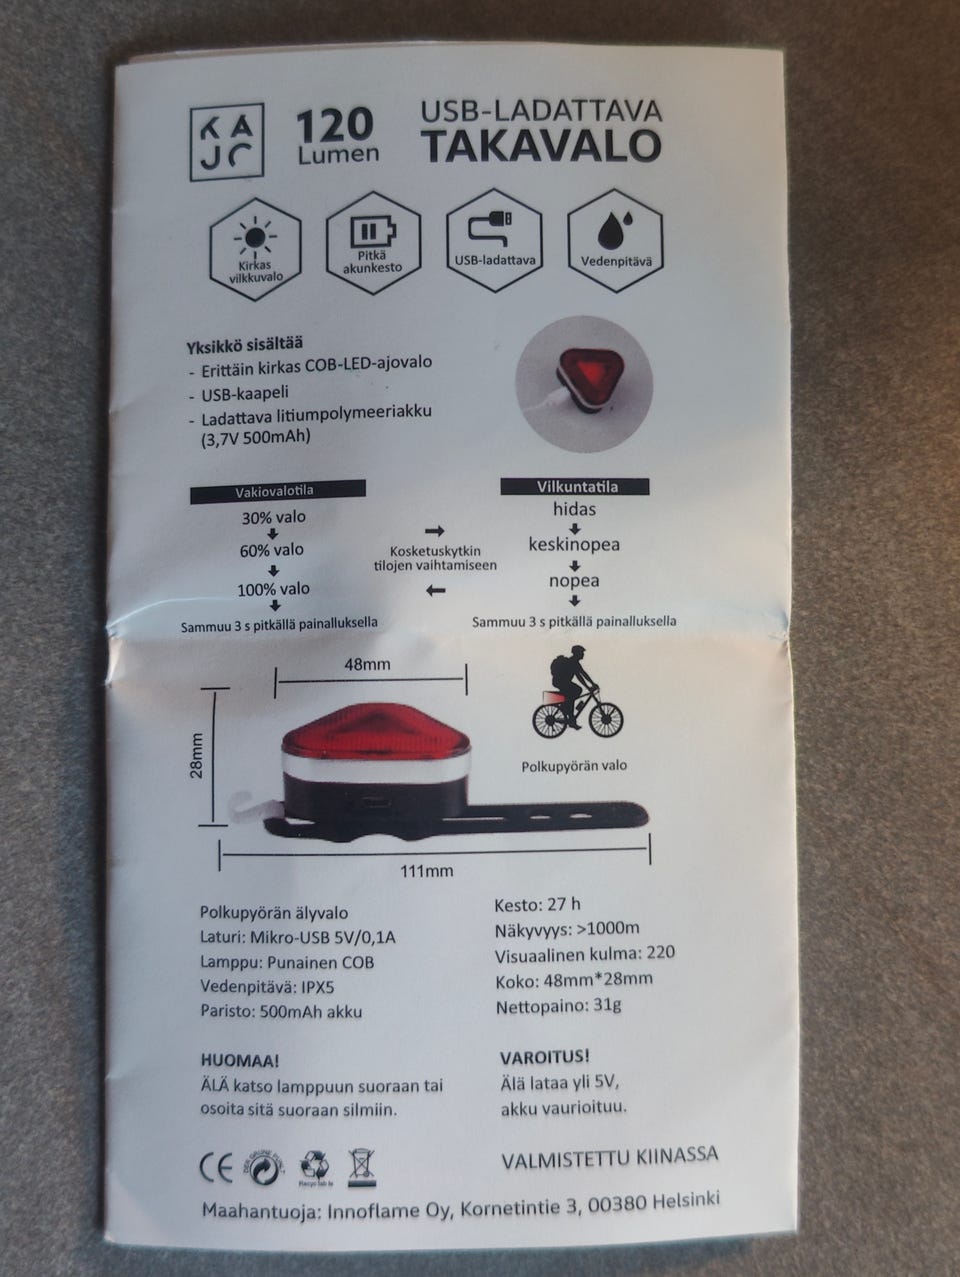 KAJO
120
Lumen
USB-LADATTAVA
TAKAVALO
Kirkas
vilkkuvalo
Pitkä
akunkesto
USB-ladattava
Vedenpitävä
Yksikkö sisältää
- Erittäin kirkas COB-LED-ajovalo
- USB-kaapeli
- Ladattava litiumpolymeeriakku
(3,7V 500mAh)
Vakiovalotila
30% valo
60% valo
100% valo
Sammuu 3 s pitkällä painalluksella
Kosketuskytkin
tilojen vaihtamiseen
Vilkuntatila
hidas
keskinopea
nopea
Sammuu 3 s pitkällä painalluksella
48mm
28mm
111mm
Polkupyörän valo
Polkupyörän älyvalo
Laturi: Mikro-USB 5V/0,1A
Lamppu: Punainen COB
Vedenpitävä: IPX5
Paristo: 500mAh akku
Kesto: 27 h
Näkyvyys: >1000m
Visuaalinen kulma: 220
Koko: 48mm*28mm
Nettopaino: 31g
HUOMAA!
ÄLÄ katso lamppuun suoraan tai
osoita sitä suoraan silmiin.
VAROITUS!
Älä lataa yli 5V,
akku vaurioituu.
CE
DER GRÜNE PUNKT
Recyclable
VALMISTETTU KIINASSA
Maahantuoja: Innoflame Oy, Kornetintie 3, 00380 Helsinki